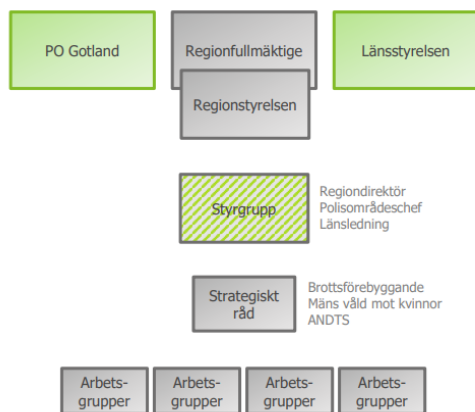 PO Gotland
Regionfullmäktige
Länsstyrelsen
Regionstyrelsen
Styrgrupp
Regiondirektör
Polisområdeschef
Länsledning
Strategiskt
råd
Brottsförebyggande
Mäns våld mot kvinnor
ANDTS
Arbets-
grupper
Arbets-
grupper
Arbets-
grupper
Arbets-
grupper